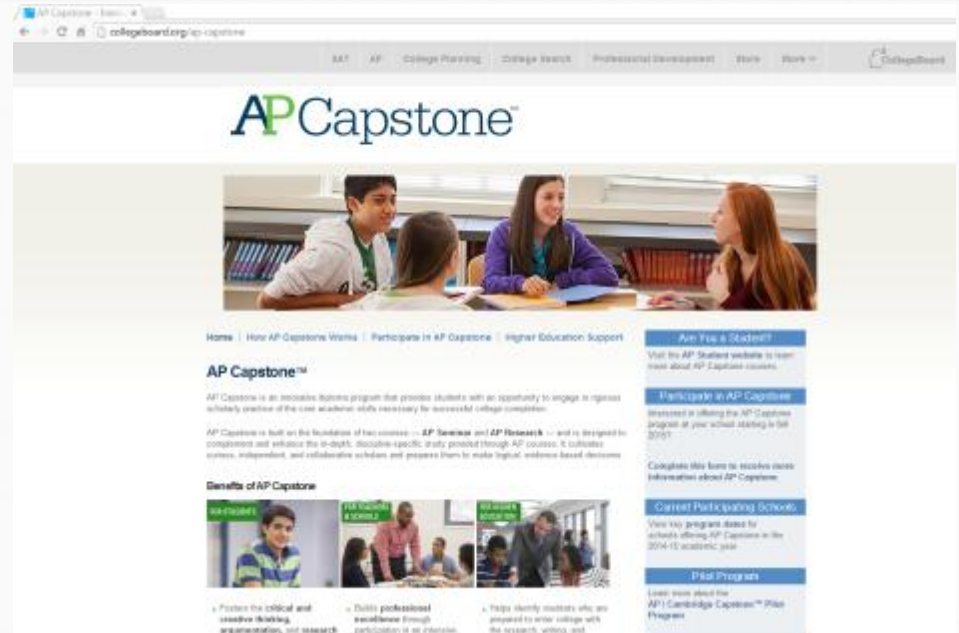 AP Capstone - 
collegeboard.org/ap-capstone
SAT AP College Planning College Search Professional Development Store More
CollegeBoard
AP Capstone™
Home | How AP Capstone Works | Participate in AP Capstone | Higher Education Support
AP Capstone™
AP Capstone is an innovative diploma program that provides students with an opportunity to engage in rigorous
scholarly practice of the core academic skills necessary for successful college completion.
AP Capstone is built on the foundation of two courses — AP Seminar and AP Research — and is designed to
complement and enhance the in-depth, discipline-specific study provided through AP courses. It cultivates
curious, independent, and collaborative scholars and prepares them to make logical, evidence-based decisions.
Benefits of AP Capstone
FOR STUDENTS
FOR TEACHERS
& SCHOOLS
FOR HIGHER
EDUCATION
Fosters the critical and
creative thinking,
argumentation, and research
Builds professional
excellence through
participation in an intensive,
Helps identify students who are
prepared to enter college with
the research, writing, and
Are You a Student?
Visit the AP Student website to learn
more about AP Capstone courses.
Participate in AP Capstone
Interested in offering the AP Capstone
program at your school starting in fall
2015?
Complete this form to receive more
information about AP Capstone.
Current Participating Schools
View key program dates for
schools offering AP Capstone in the
2014-15 academic year.
Pilot Program
Learn more about the
AP | Cambridge Capstone™ Pilot
Program